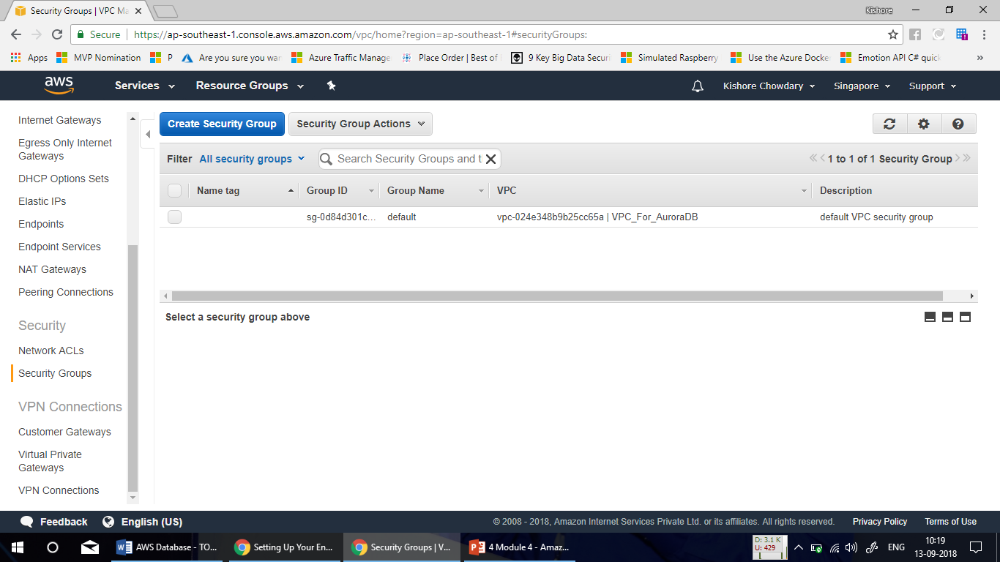 Security Groups | VPC Ma
Kishore
Secure
https://ap-southeast-1.console.aws.amazon.com/vpc/home?region=ap-southeast-1#securityGroups:
Apps
MVP Nomination
P
Are you sure you wan
Azure Traffic Manage
Place Order | Best of
9 Key Big Data Securi
Simulated Raspberry
Use the Azure Docke
Emotion API C# quick
»
aws
Services
Resource Groups
Kishore Chowdary
Singapore
Support
Internet Gateways
Egress Only Internet
Gateways
DHCP Options Sets
Elastic IPs
Endpoints
Endpoint Services
NAT Gateways
Peering Connections
Security
Network ACLs
Security Groups
VPN Connections
Customer Gateways
Virtual Private
Gateways
VPN Connections
Create Security Group
Security Group Actions
Filter
All security groups
Search Security Groups and t
1 to 1 of 1 Security Group
Name tag
Group ID
Group Name
VPC
Description
sg-0d84d301c...
default
vpc-024e348b9b25cc65a | VPC_For_AuroraDB
default VPC security group
Select a security group above
Feedback
English (US)
© 2008 - 2018, Amazon Internet Services Private Ltd. or its affiliates. All rights reserved.
Privacy Policy
Terms of Use
AWS Database - TO...
Setting Up Your En...
Security Groups | V...
4 Module 4 - Amaz...
D: 3.1 K
U: 429
ENG
10:19
13-09-2018